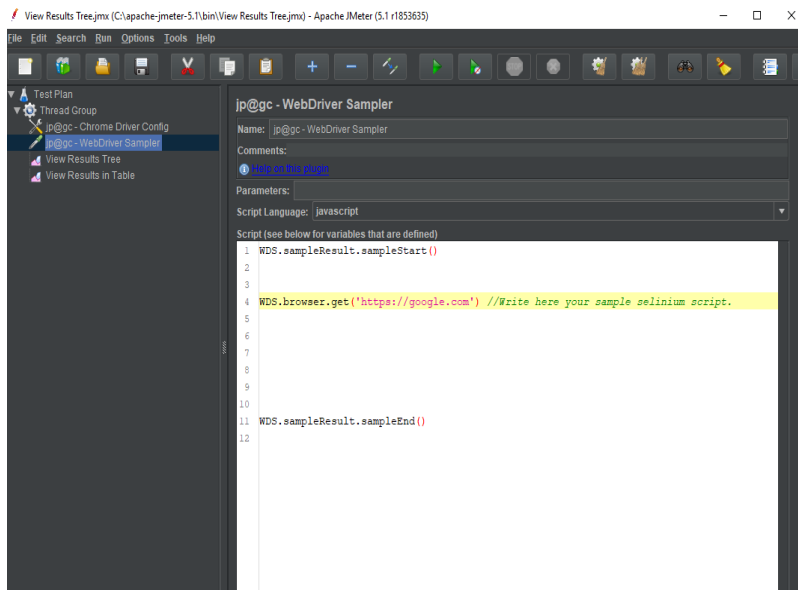 View Results Tree.jmx (C:\apache-jmeter-5.1\bin\View Results Tree.jmx) - Apache JMeter (5.1 r1853635)
File Edit Search Run Options Tools Help
Test Plan
Thread Group
jp@gc - Chrome Driver Config
jp@gc - WebDriver Sampler
View Results Tree
View Results in Table
jp@gc - WebDriver Sampler
Name: jp@gc - WebDriver Sampler
Comments:
Help on this plugin
Parameters:
Script Language: javascript
Script (see below for variables that are defined)
1 WDS.sampleResult.sampleStart()
2
3
4 WDS.browser.get('https://google.com') //Write here your sample selinium script.
5
6
7
8
9
10
11 WDS.sampleResult.sampleEnd()
12